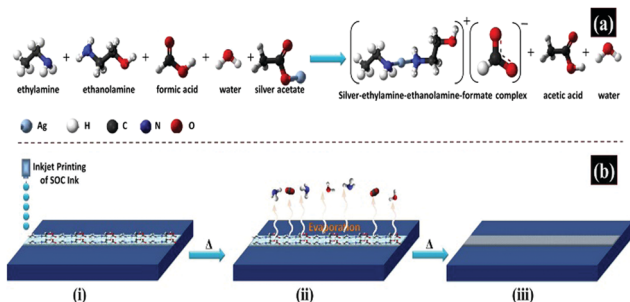 (a)
+ + + + + −
+ +
ethylamine ethanolamine formic acid water silver acetate Silver-ethylamine-ethanolamine-formate complex acetic acid water
Ag H C N O
(b)
Inkjet Printing
of SOC Ink
Evaporation
Δ Δ
(i) (ii) (iii)